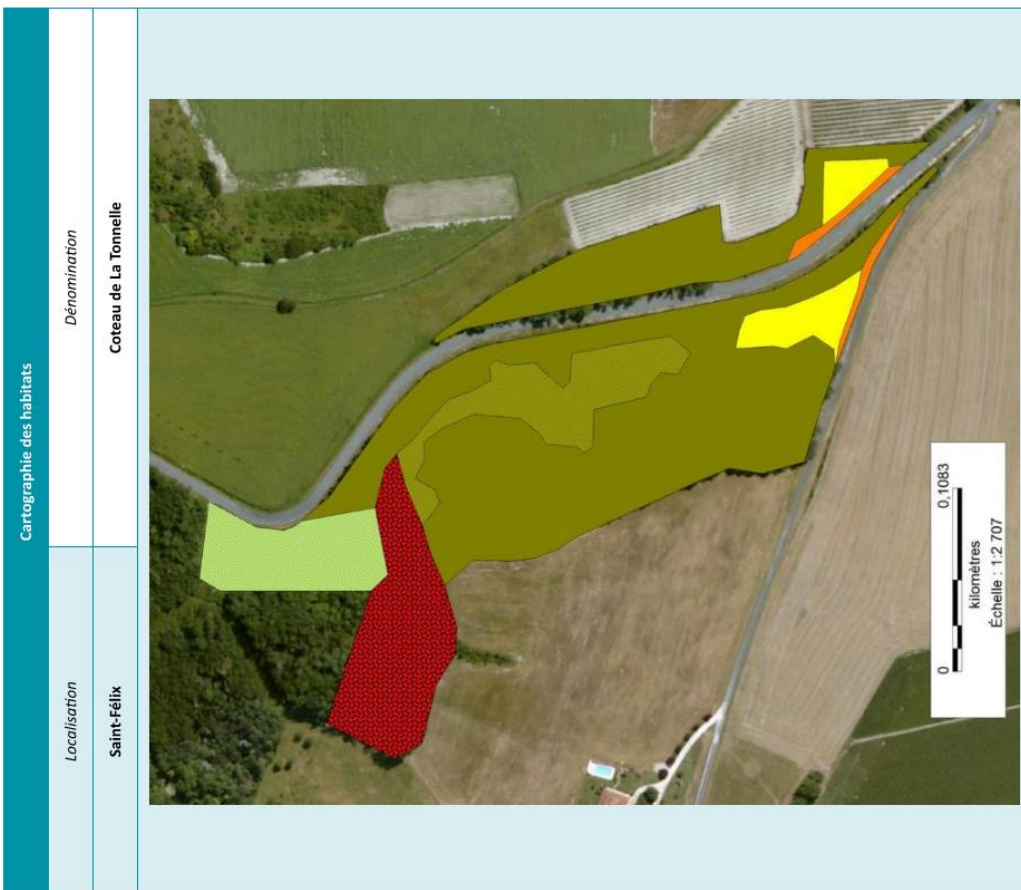 Cartographie des habitats
Localisation
Dénomination
Saint-Félix
Coteau de La Tonnelle
0
0,1083
kilomètres
Échelle : 1:2 707